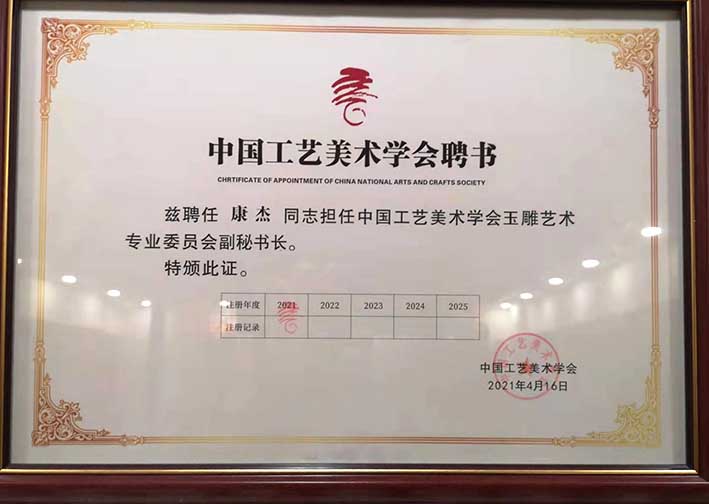 中国工艺美术学会聘书
CHRTIFICATE OF APPOINTMENT OF CHINA NATIONAL ARTS AND CRAFTS SOCIETY
兹聘任 康杰 同志担任中国工艺美术学会玉雕艺术
专业委员会副秘书长。
特颁此证。
注册年度 2021 2022 2023 2024 2025
注册记录
中国工艺美术学会
2021年4月16日